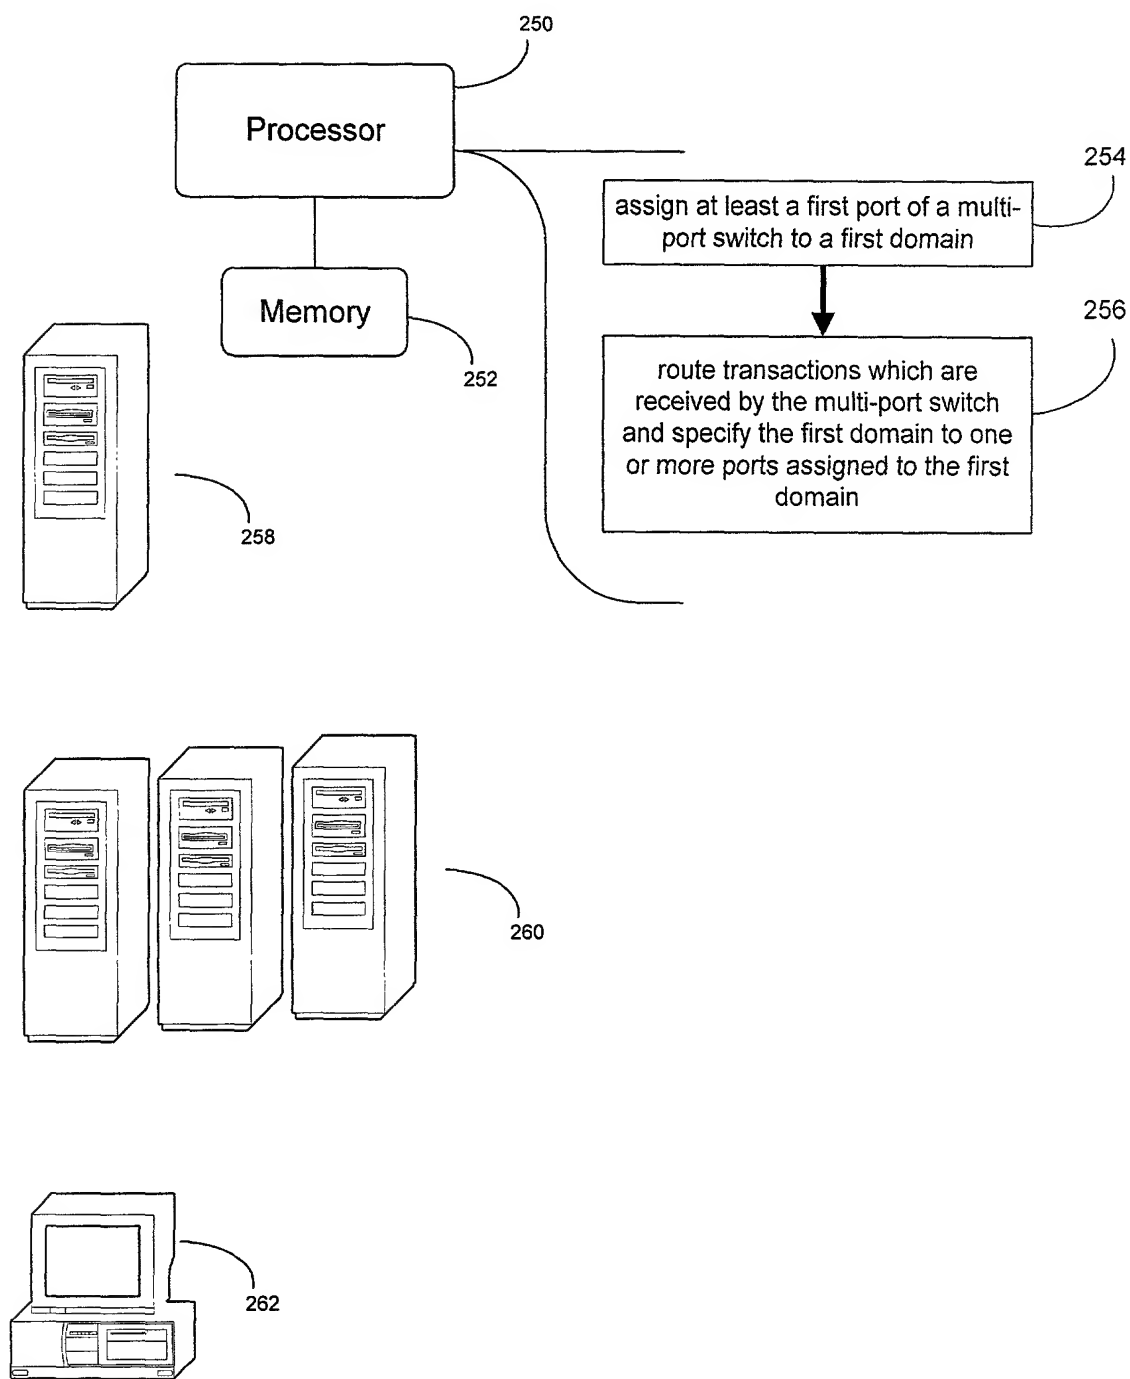 250
Processor
254
assign at least a first port of a multi-
port switch to a first domain
Memory
252
256
route transactions which are
received by the multi-port switch
and specify the first domain to one
or more ports assigned to the first
domain
258
260
262